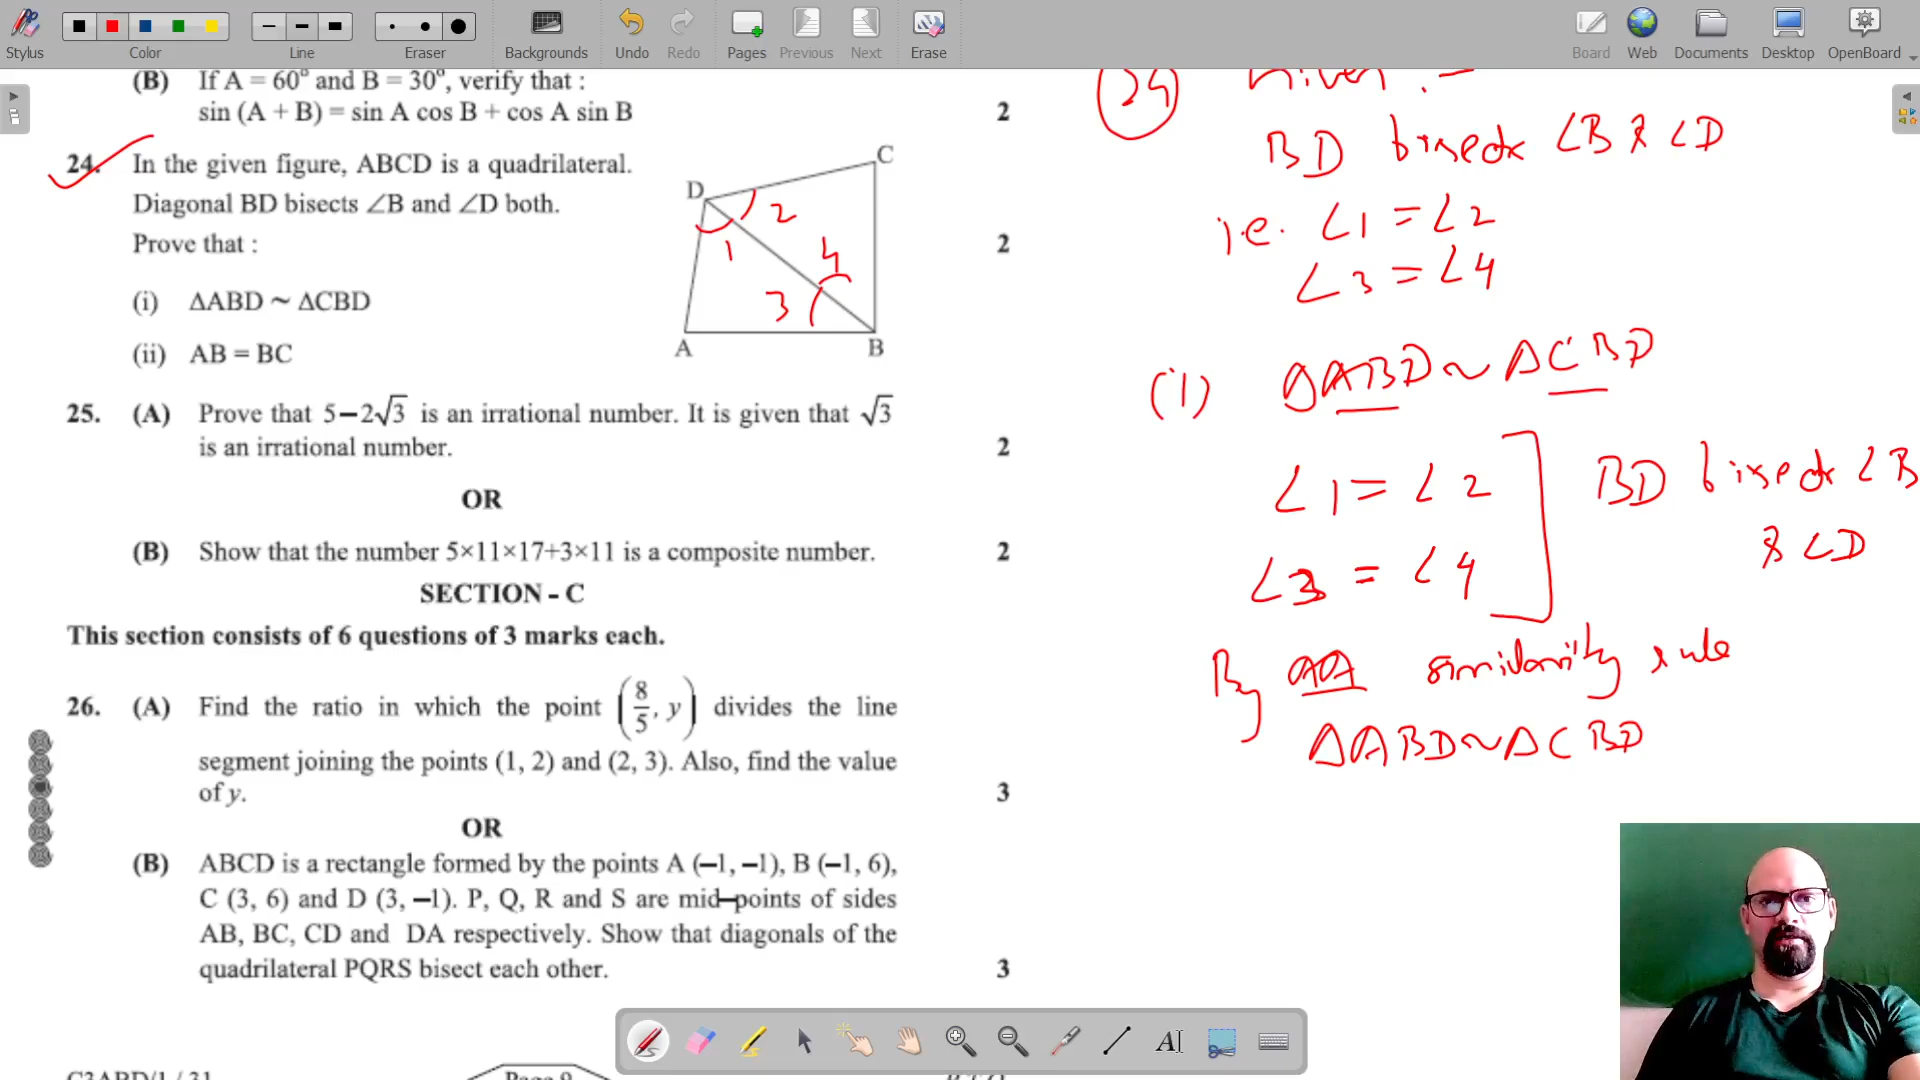 Stylus Color Line Eraser Backgrounds Undo Redo Pages Previous Next Erase Board Web Documents Desktop OpenBoard
(B) If A = 60° and B = 30°, verify that :
sin (A + B) = sin A cos B + cos A sin B 2
24. In the given figure, ABCD is a quadrilateral.
Diagonal BD bisects ∠B and ∠D both.
Prove that : 2
(i) ΔABD ~ ΔCBD
(ii) AB = BC
D C A B
1 2 3 4
25. (A) Prove that 5−2√3 is an irrational number. It is given that √3
is an irrational number. 2
OR
(B) Show that the number 5×11×17+3×11 is a composite number. 2
SECTION - C
This section consists of 6 questions of 3 marks each.
26. (A) Find the ratio in which the point (8/5, y) divides the line
segment joining the points (1, 2) and (2, 3). Also, find the value
of y. 3
OR
(B) ABCD is a rectangle formed by the points A (−1, −1), B (−1, 6),
C (3, 6) and D (3, −1). P, Q, R and S are mid-points of sides
AB, BC, CD and DA respectively. Show that diagonals of the
quadrilateral PQRS bisect each other. 3
24 Given :-
BD bisects ∠B & ∠D
i.e. ∠1 = ∠2
∠3 = ∠4
(i) ΔABD ~ ΔCBD
∠1 = ∠2
∠3 = ∠4
BD bisects ∠B
& ∠D
By AA similarity rule
ΔABD ~ ΔCBD